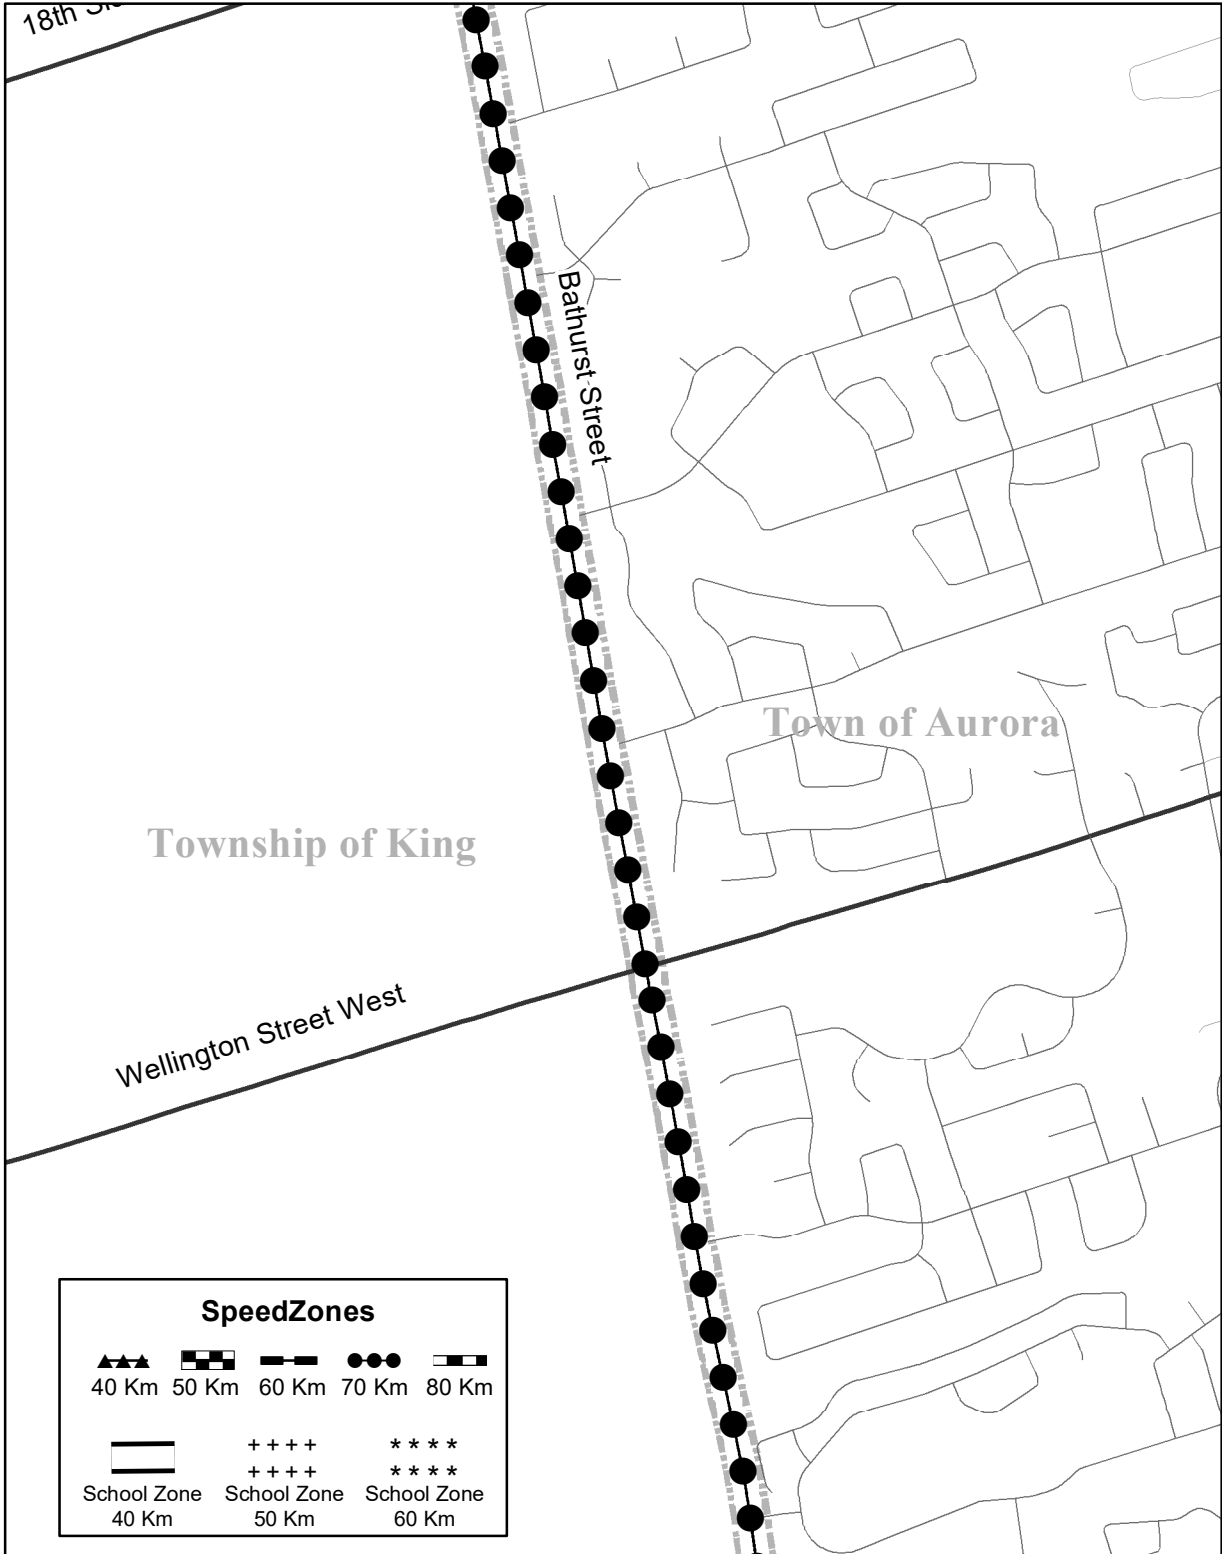 18th
Bathurst Street
Town of Aurora
Township of King
Wellington Street West
SpeedZones
40 Km 50 Km 60 Km 70 Km 80 Km
++++ ****
++++ ****
School Zone School Zone School Zone
40 Km 50 Km 60 Km